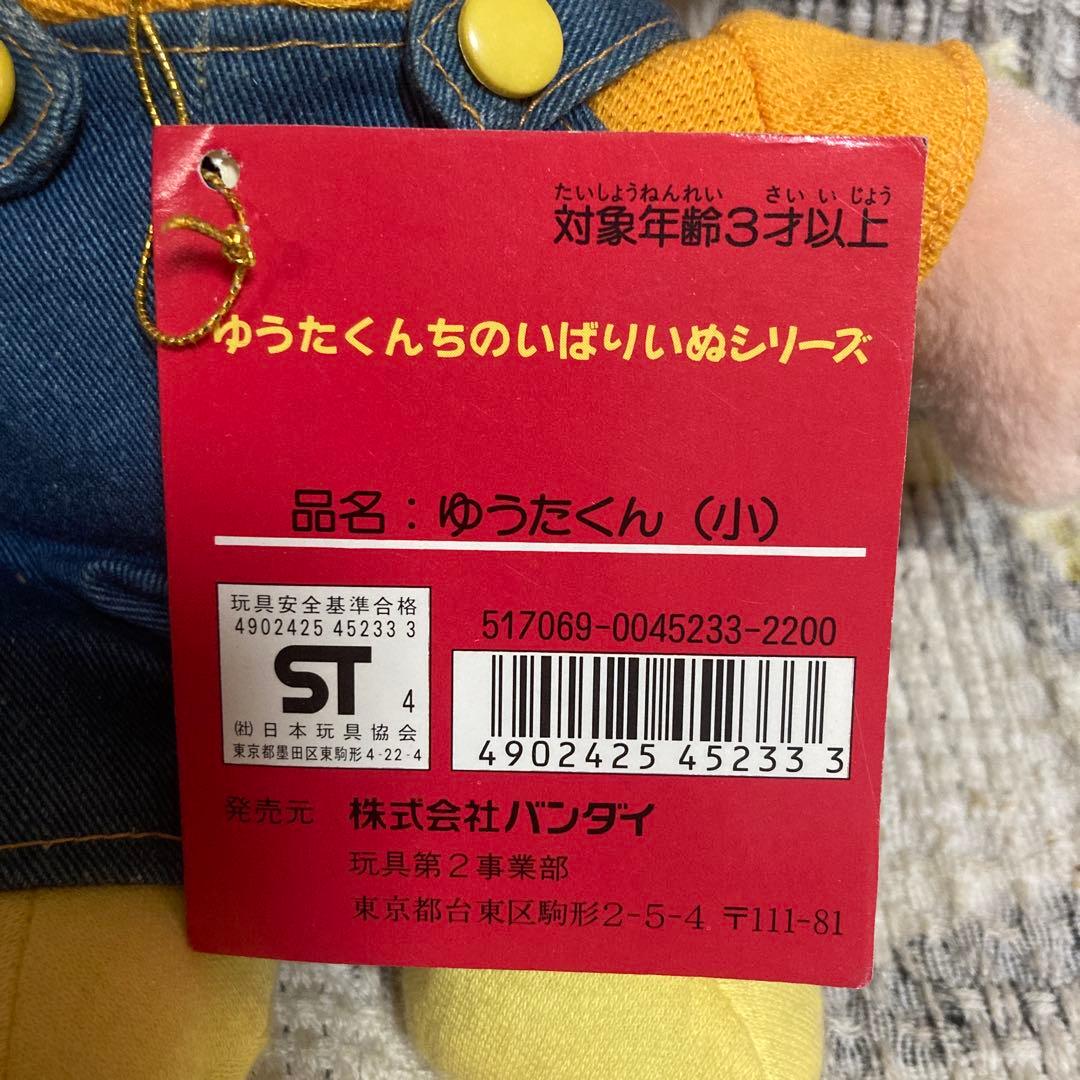 たいしょうねんれい さいいじょう
対象年齢3才以上
ゆうたくんちのいばりいぬシリーズ
品名：ゆうたくん（小）
玩具安全基準合格
4902425 45233 3
ST 4
(社)日本玩具協会
東京都墨田区東駒形4-22-4
517069-0045233-2200
4902425 45233 3
発売元 株式会社バンダイ
玩具第2事業部
東京都台東区駒形2-5-4 〒111-81